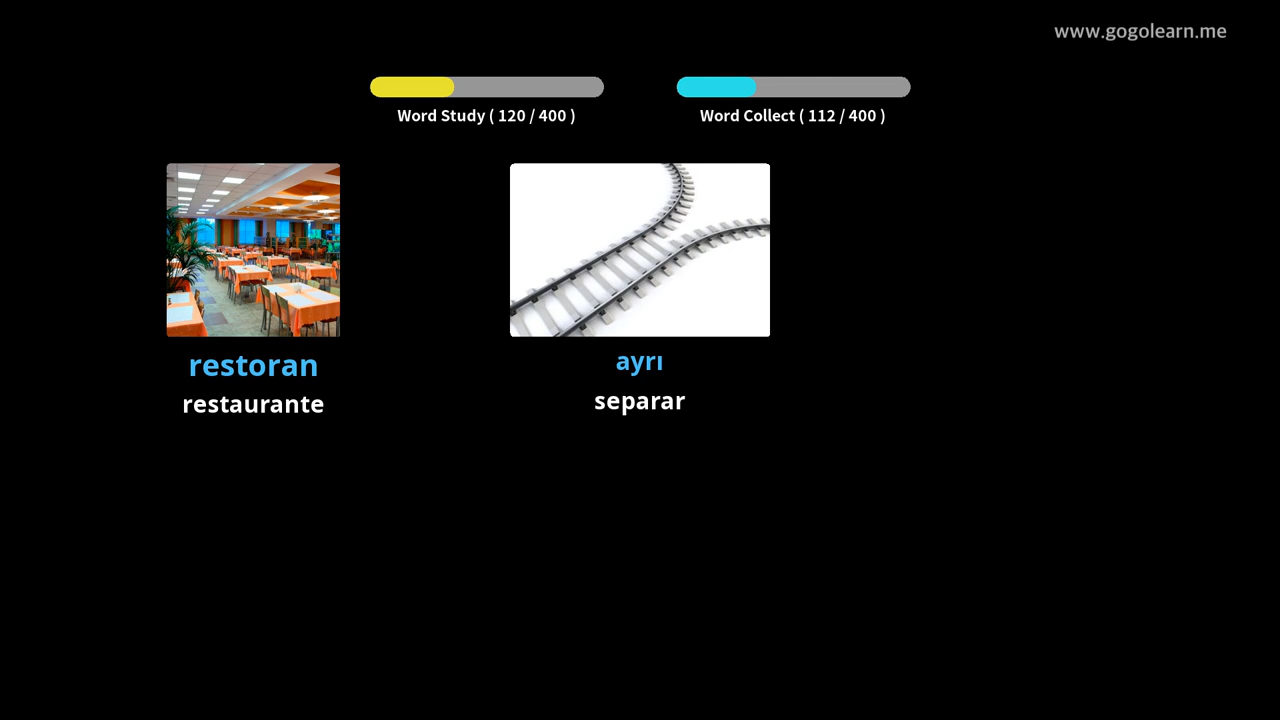 www.gogolearn.me
Word Study ( 120 / 400 )
Word Collect ( 112 / 400 )
restoran
restaurante
ayrı
separar